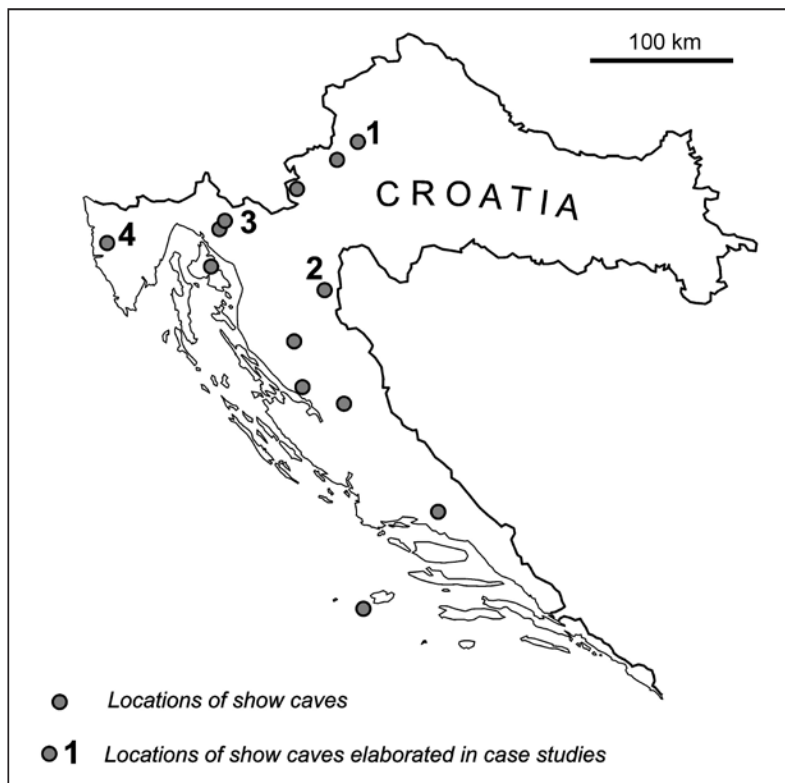 100 km
1
CROATIA
3
4
2
Locations of show caves
1 Locations of show caves elaborated in case studies